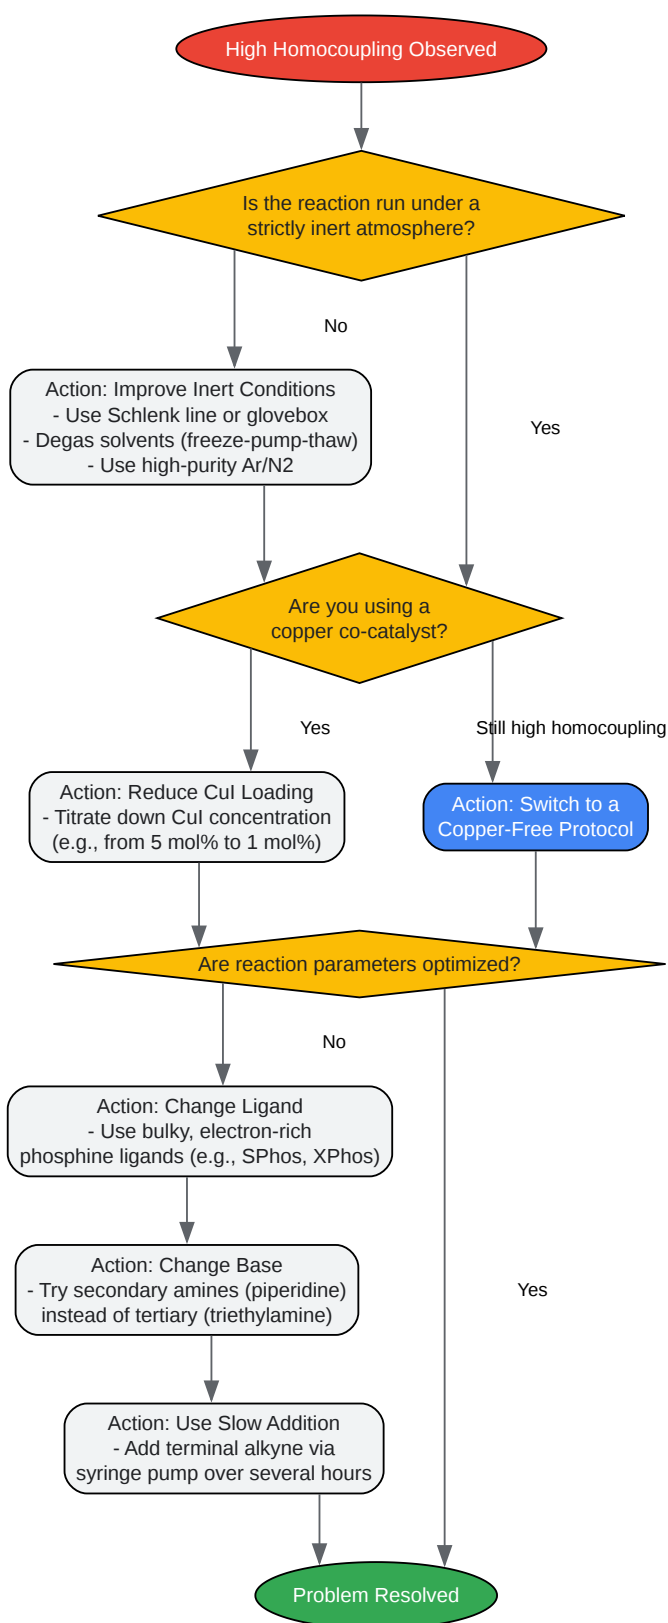 High Homocoupling Observed
Is the reaction run under a
strictly inert atmosphere?
No
Action: Improve Inert Conditions
- Use Schlenk line or glovebox
- Degas solvents (freeze-pump-thaw)
- Use high-purity Ar/N2
Yes
Are you using a
copper co-catalyst?
Yes
Still high homocoupling
Action: Reduce CuI Loading
- Titrate down CuI concentration
(e.g., from 5 mol% to 1 mol%)
Action: Switch to a
Copper-Free Protocol
Are reaction parameters optimized?
No
Action: Change Ligand
- Use bulky, electron-rich
phosphine ligands (e.g., SPhos, XPhos)
Action: Change Base
- Try secondary amines (piperidine)
instead of tertiary (triethylamine)
Yes
Action: Use Slow Addition
- Add terminal alkyne via
syringe pump over several hours
Problem Resolved